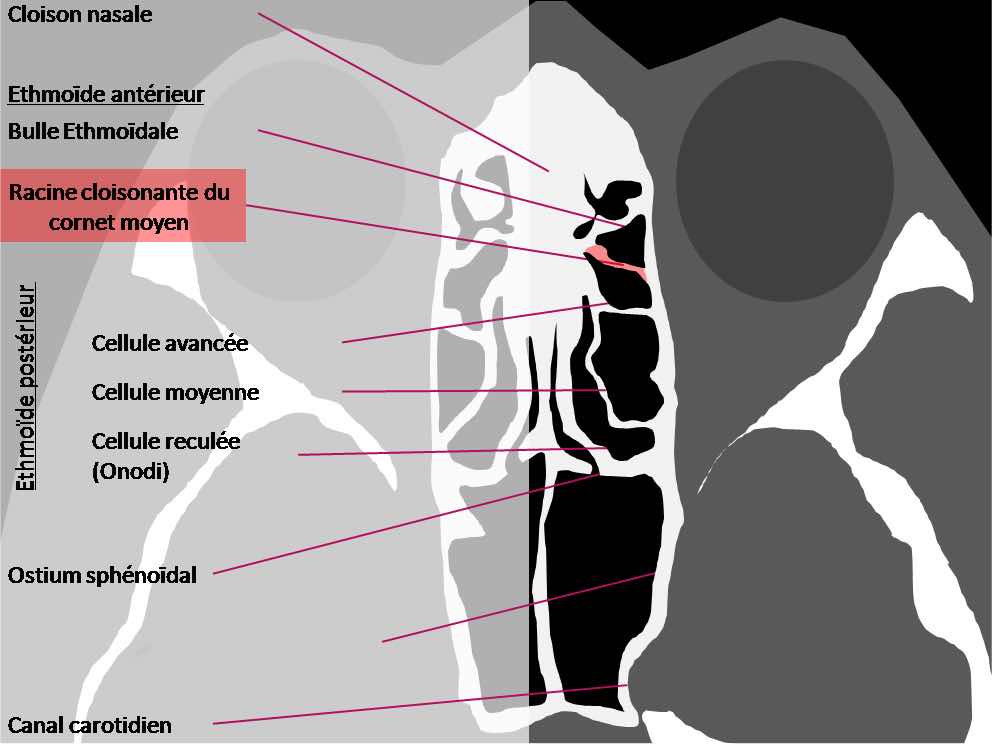 Cloison nasale
Ethmoïde antérieur
Bulle Ethmoïdale
Racine cloisonante du
cornet moyen
Ethmoïde postérieur
Cellule avancée
Cellule moyenne
Cellule reculée
(Onodi)
Ostium sphénoïdal
Canal carotidien